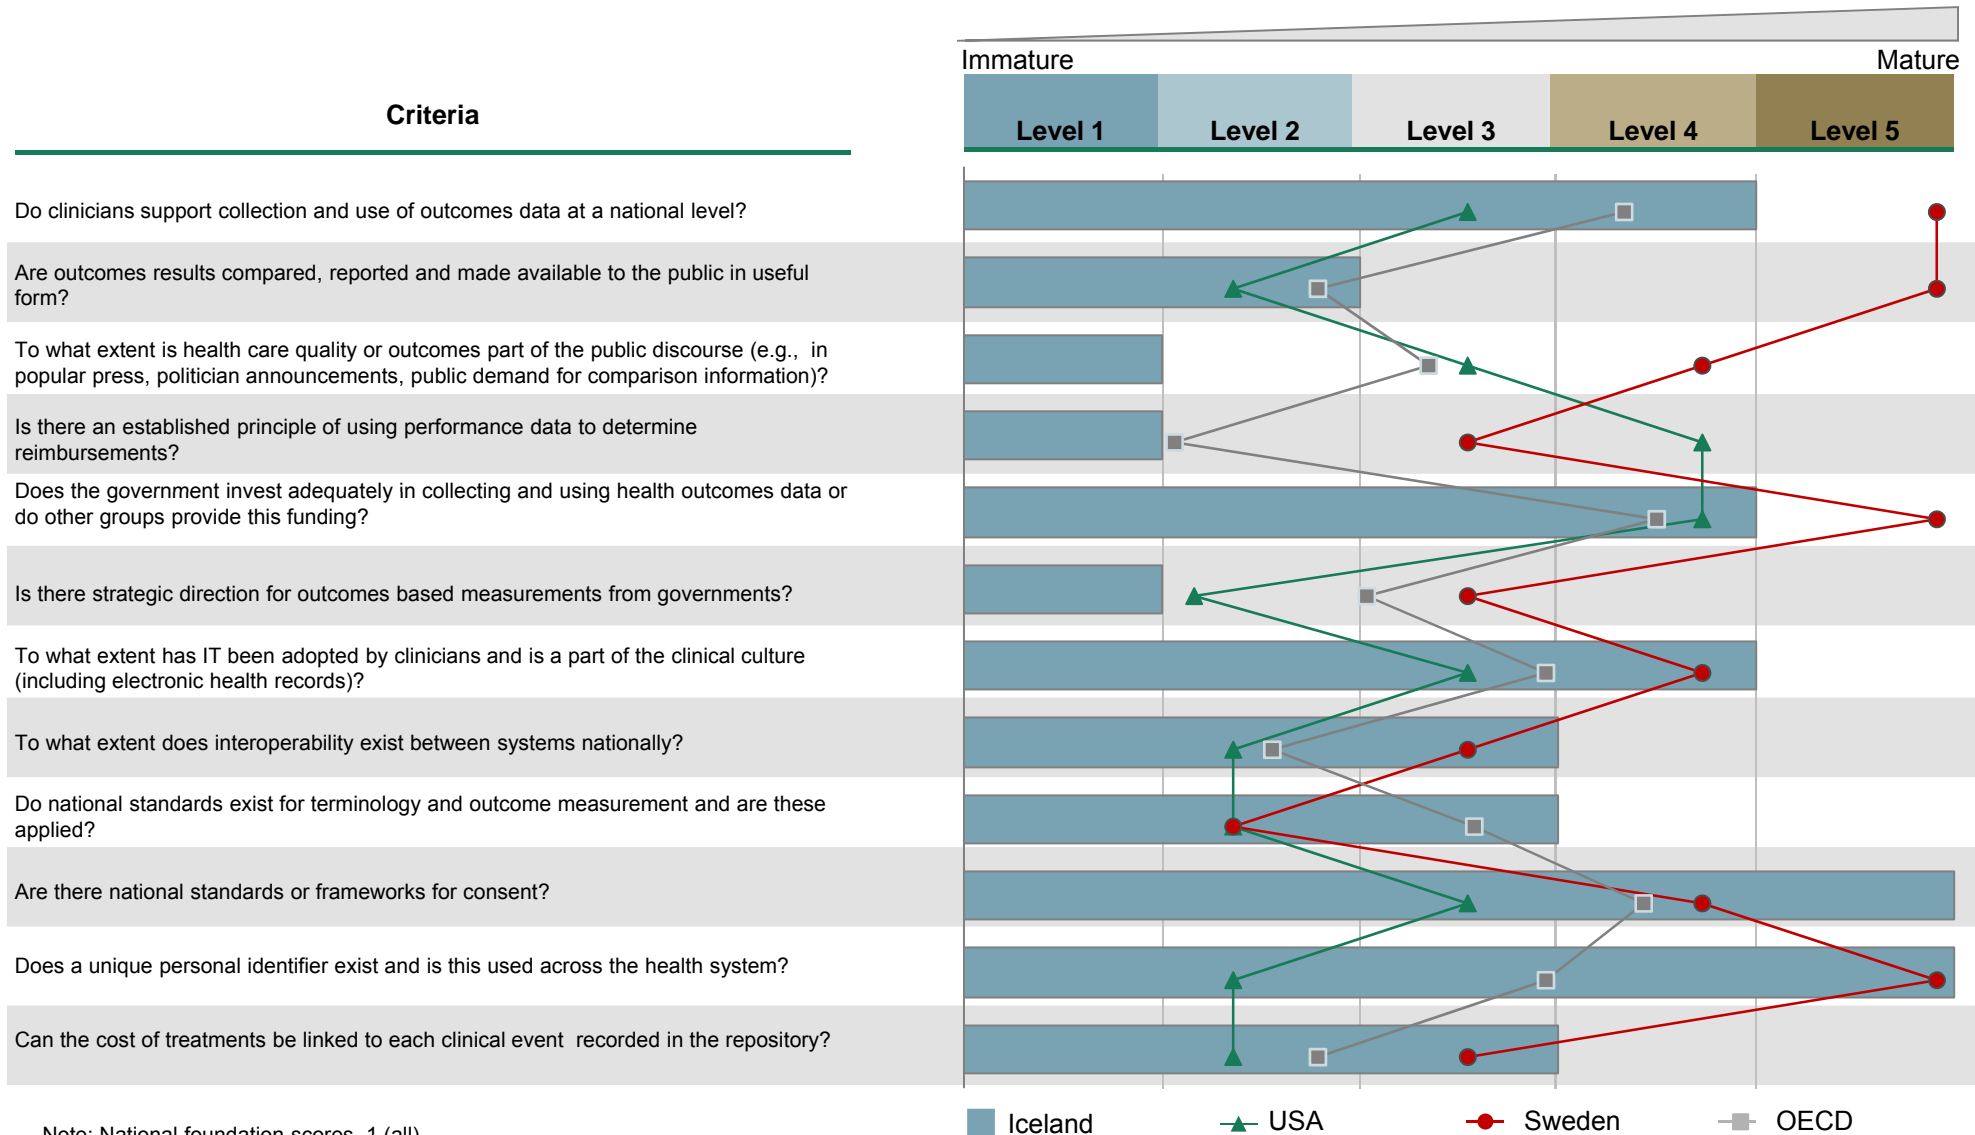 Immature Mature
Criteria
Level 1 Level 2 Level 3 Level 4 Level 5
Do clinicians support collection and use of outcomes data at a national level?
Are outcomes results compared, reported and made available to the public in useful
form?
To what extent is health care quality or outcomes part of the public discourse (e.g., in
popular press, politician announcements, public demand for comparison information)?
Is there an established principle of using performance data to determine
reimbursements?
Does the government invest adequately in collecting and using health outcomes data or
do other groups provide this funding?
Is there strategic direction for outcomes based measurements from governments?
To what extent has IT been adopted by clinicians and is a part of the clinical culture
(including electronic health records)?
To what extent does interoperability exist between systems nationally?
Do national standards exist for terminology and outcome measurement and are these
applied?
Are there national standards or frameworks for consent?
Does a unique personal identifier exist and is this used across the health system?
Can the cost of treatments be linked to each clinical event recorded in the repository?
Iceland USA Sweden OECD
Note: National foundation scores 1 (all)